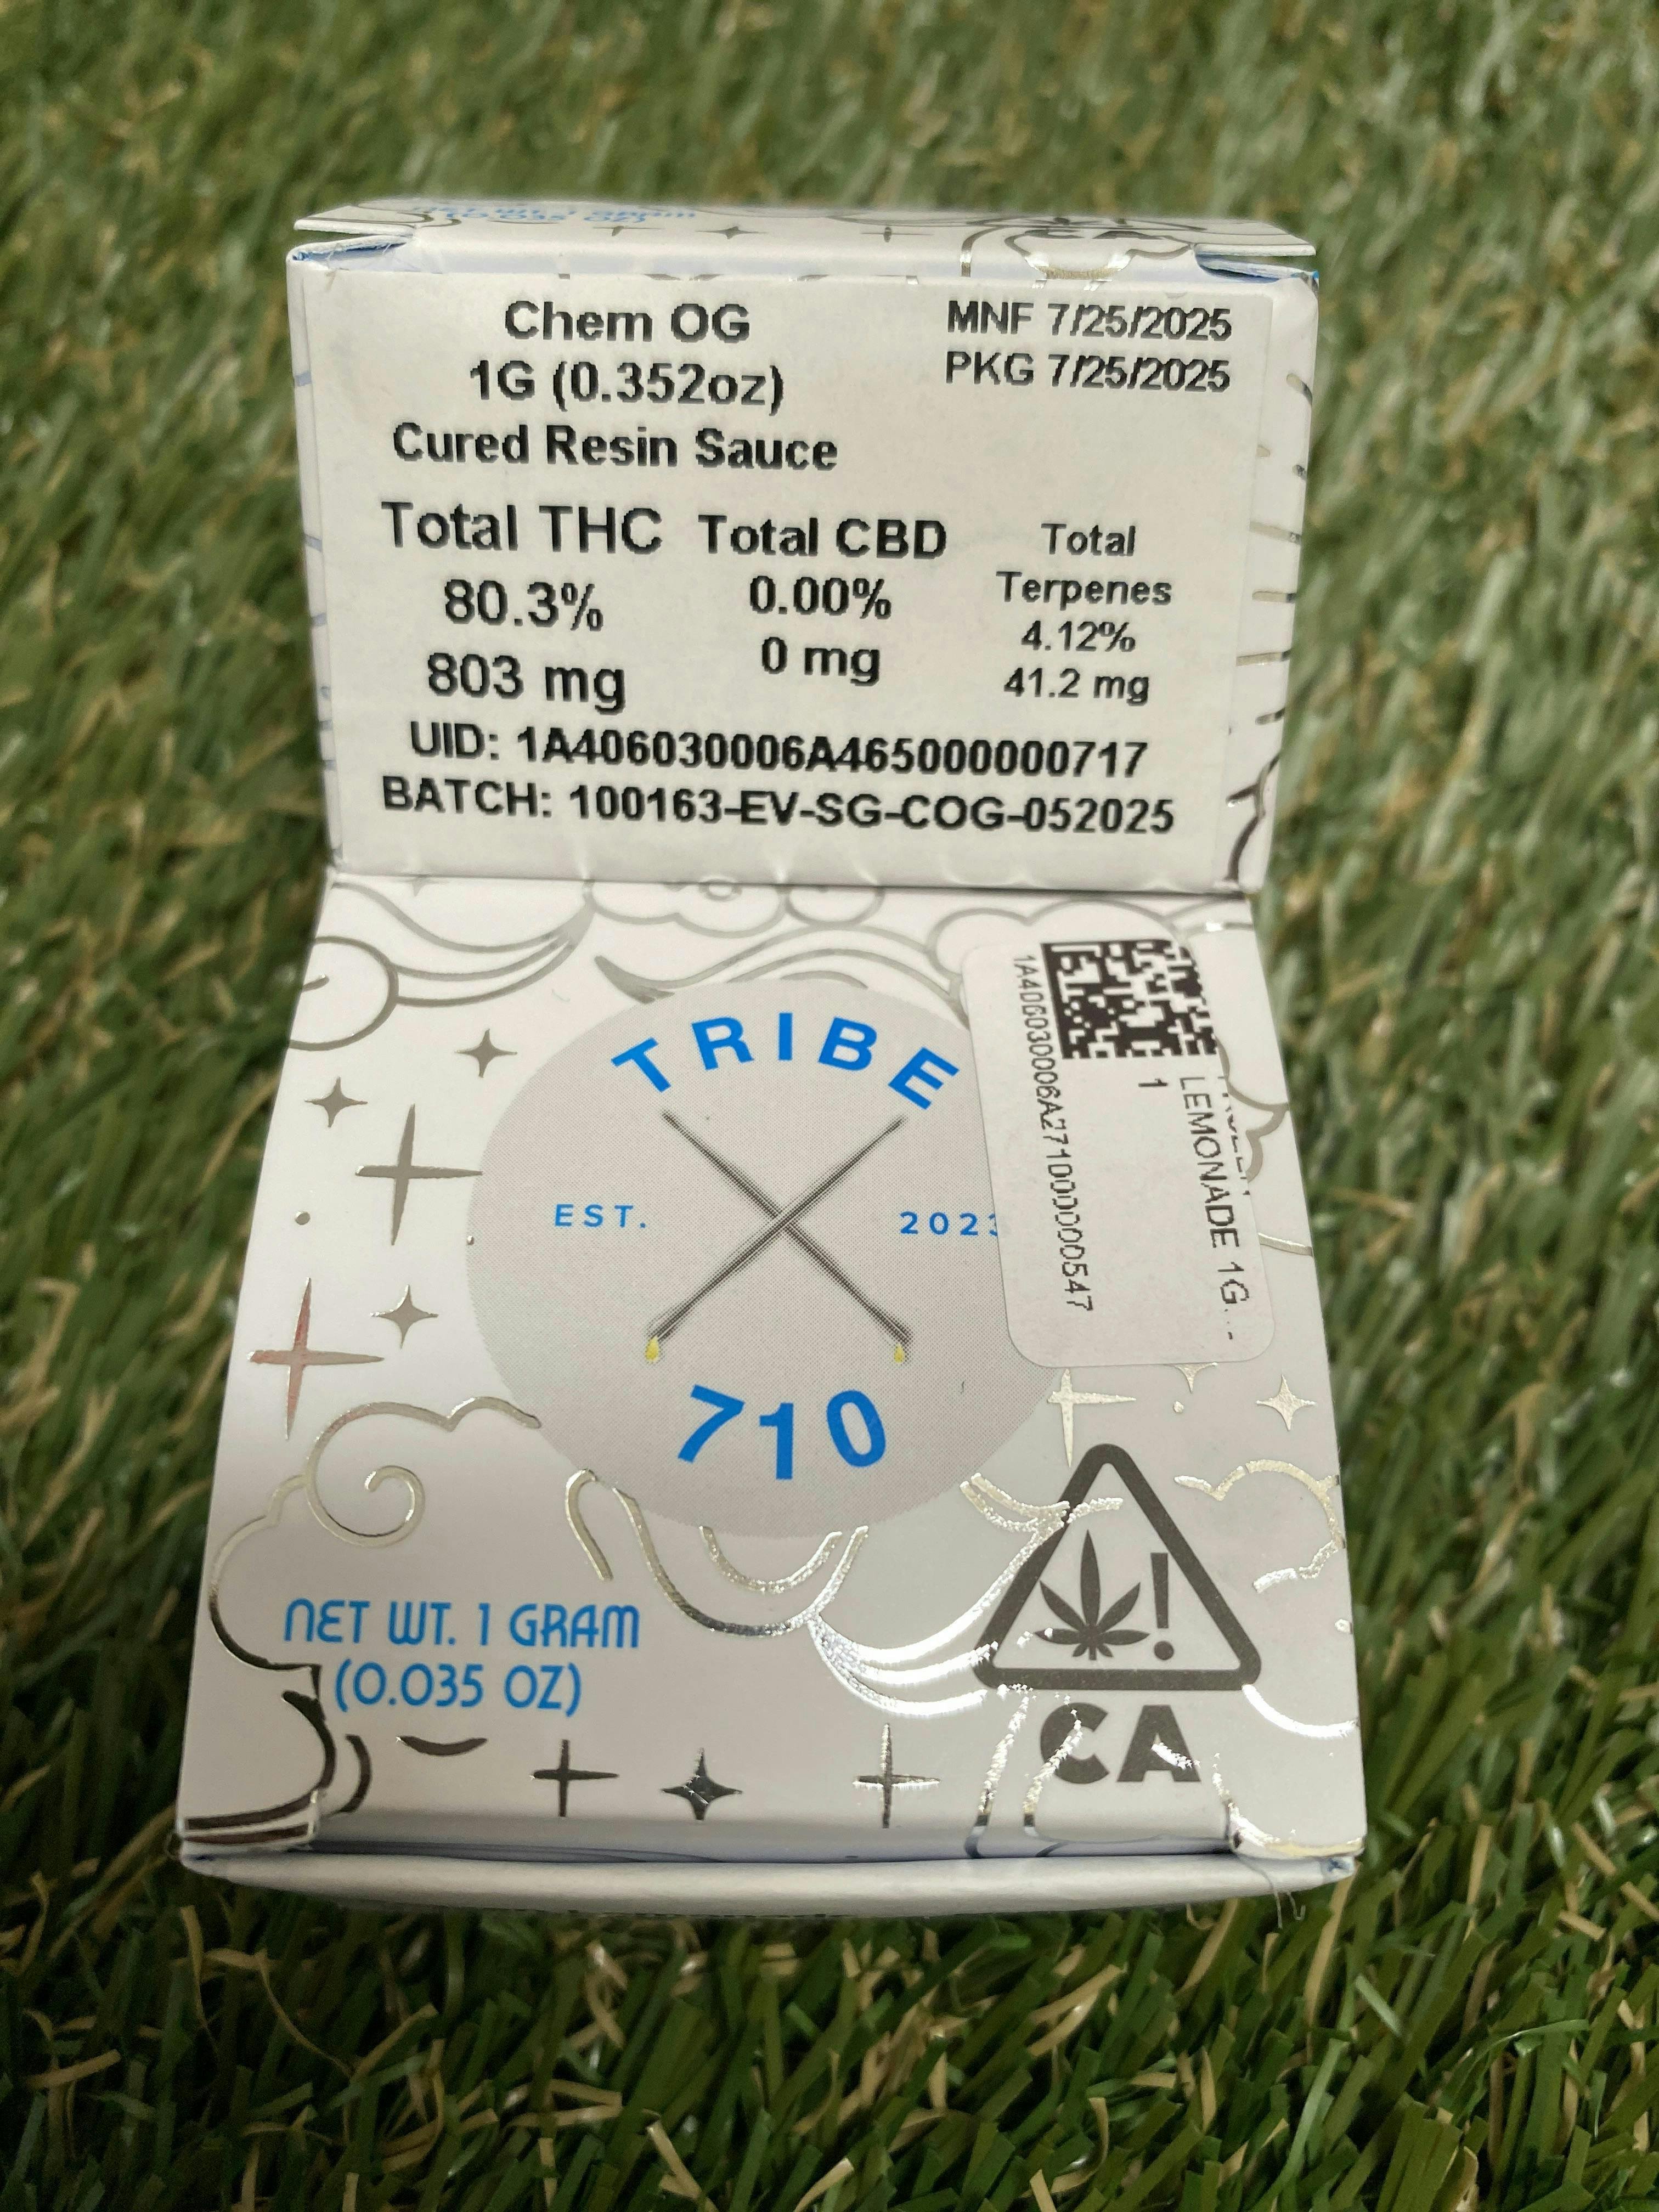 Chem OG
1G (0.352oz)
Cured Resin Sauce
MNF 7/25/2025
PKG 7/25/2025
Total THC
80.3%
803 mg
Total CBD
0.00%
0 mg
Total
Terpenes
4.12%
41.2 mg
UID: 1A406030006A465000000717
BATCH: 100163-EV-SG-COG-052025
TRIBE
EST. 2023
710
LEMONADE 1G. -
1
1A406030006A271000000547
NET WT. 1 GRAM
(0.035 OZ)
CA